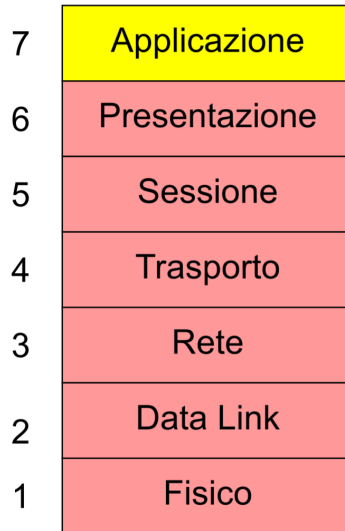 7 Applicazione
6 Presentazione
5 Sessione
4 Trasporto
3 Rete
2 Data Link
1 Fisico